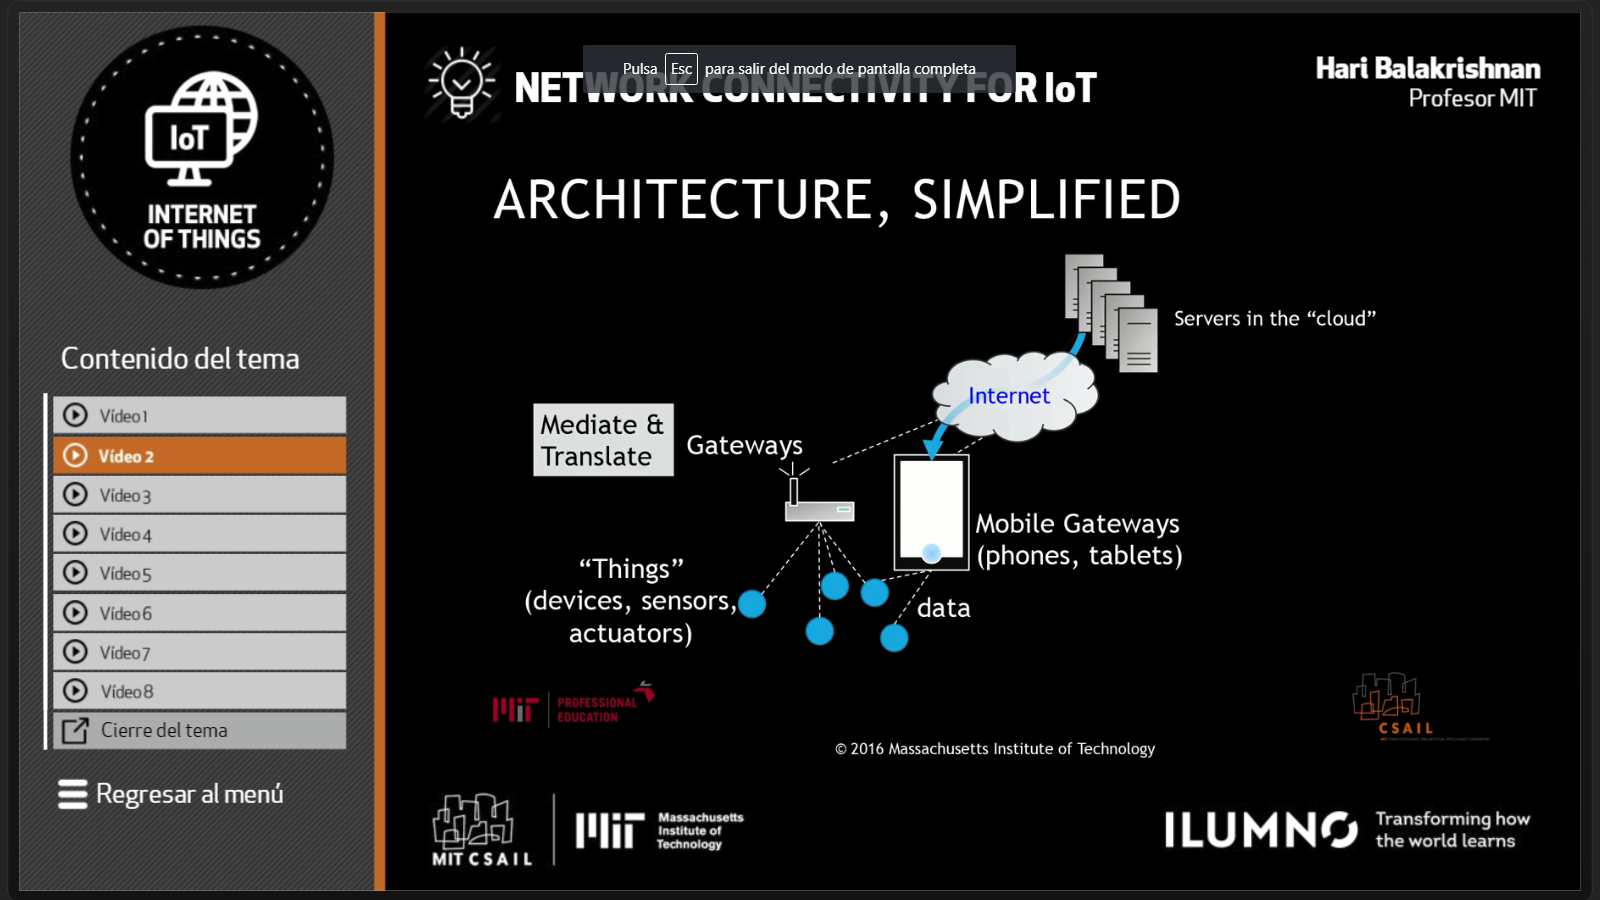 IoT
INTERNET
OF THINGS
Contenido del tema
Vídeo 1
Vídeo 2
Vídeo 3
Vídeo 4
Vídeo 5
Vídeo 6
Vídeo 7
Vídeo 8
Cierre del tema
Regresar al menú
Pulsa Esc para salir del modo de pantalla completa
NETWORK CONNECTIVITY FOR IoT
Hari Balakrishnan
Profesor MIT
ARCHITECTURE, SIMPLIFIED
Servers in the “cloud”
Internet
Mediate &
Translate
Gateways
Mobile Gateways
(phones, tablets)
“Things”
(devices, sensors,
actuators)
data
MIT PROFESSIONAL
EDUCATION
CSAIL
© 2016 Massachusetts Institute of Technology
MIT CSAIL
MIT Massachusetts
Institute of
Technology
ILUMNO
Transforming how
the world learns